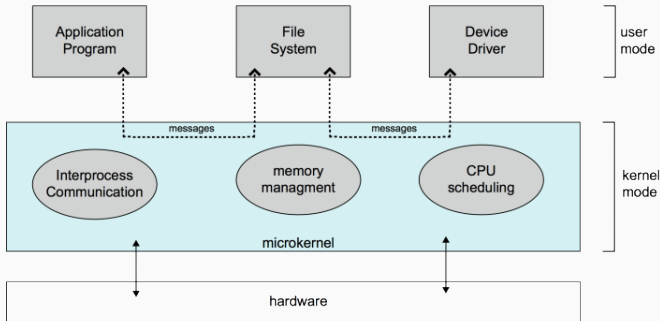 Application
Program
File
System
Device
Driver
user
mode
messages
messages
Interprocess
Communication
memory
managment
CPU
scheduling
kernel
mode
microkernel
hardware